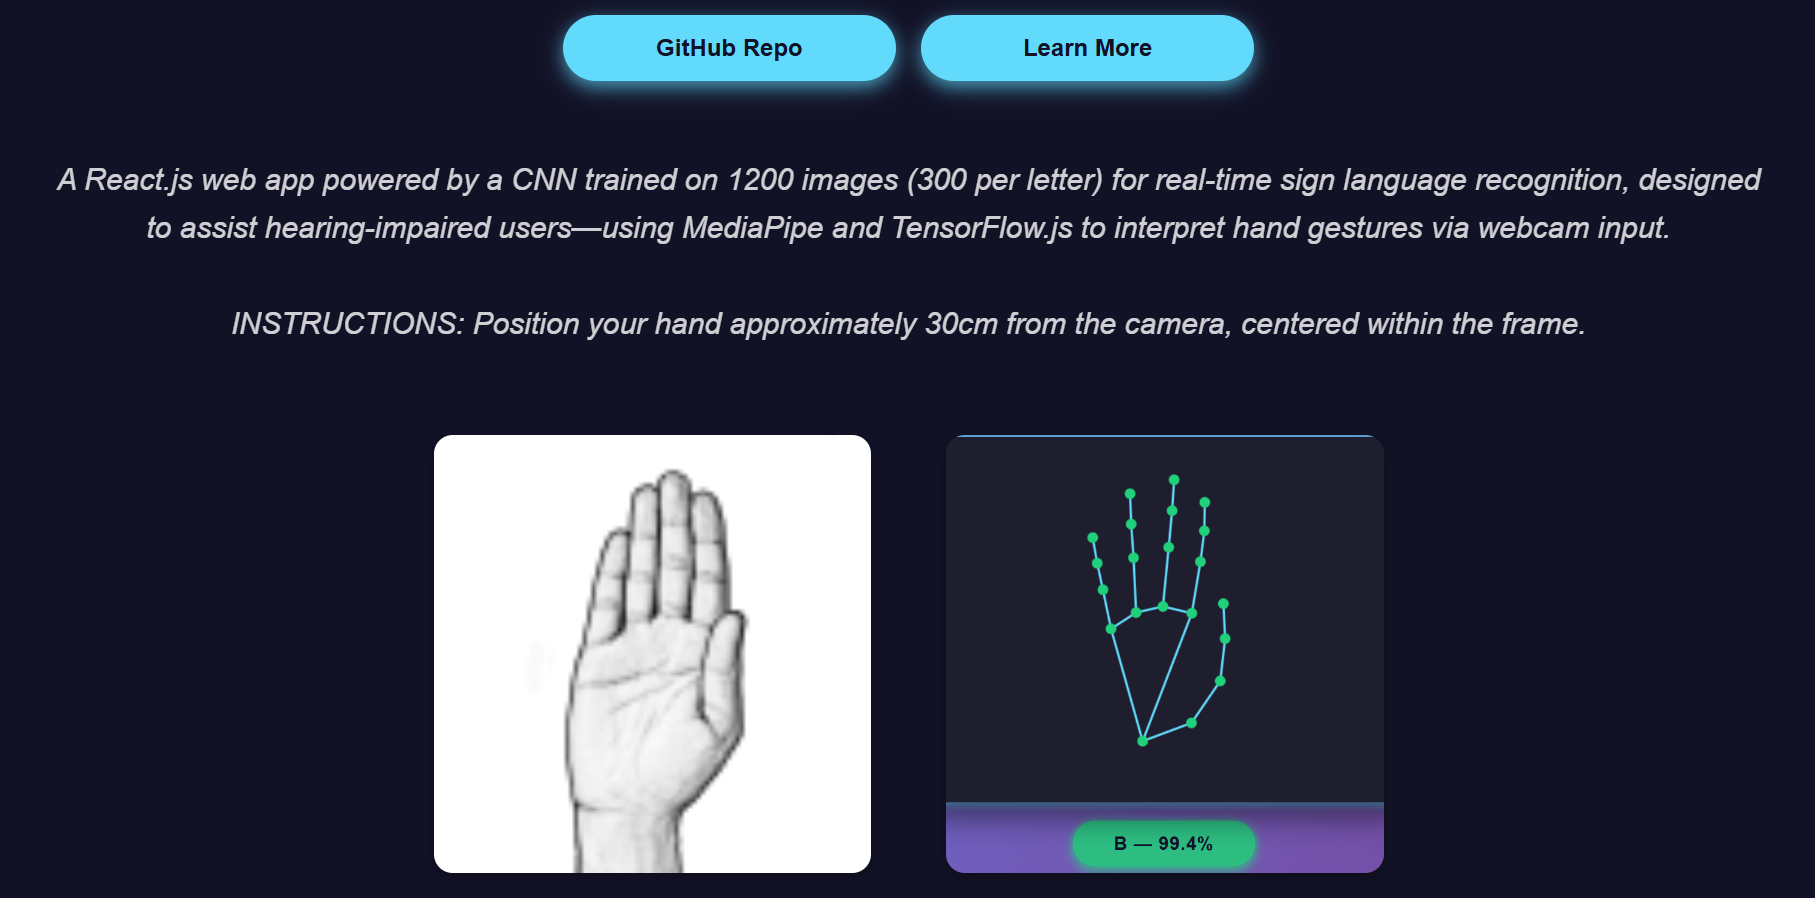 GitHub Repo
Learn More
A React.js web app powered by a CNN trained on 1200 images (300 per letter) for real-time sign language recognition, designed
to assist hearing-impaired users—using MediaPipe and TensorFlow.js to interpret hand gestures via webcam input.
INSTRUCTIONS: Position your hand approximately 30cm from the camera, centered within the frame.
B — 99.4%